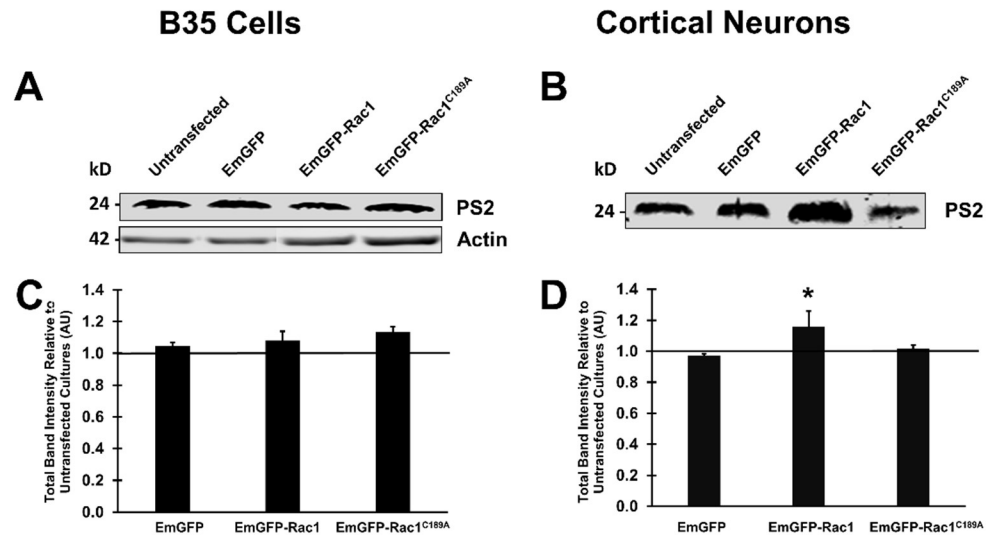 B35 Cells
Cortical Neurons
A
Untransfected
EmGFP
EmGFP-Rac1
EmGFP-Rac1C189A
kD
24
PS2
42
Actin
B
Untransfected
EmGFP
EmGFP-Rac1
EmGFP-Rac1C189A
kD
24
PS2
C
Total Band Intensity Relative to
Untransfected Cultures (AU)
1.4
1.2
1.0
0.8
0.6
0.4
0.2
0.0
EmGFP
EmGFP-Rac1
EmGFP-Rac1C189A
D
Total Band Intensity Relative to
Untransfected Cultures (AU)
1.4
1.2
1.0
0.8
0.6
0.4
0.2
0.0
*
EmGFP
EmGFP-Rac1
EmGFP-Rac1C189A